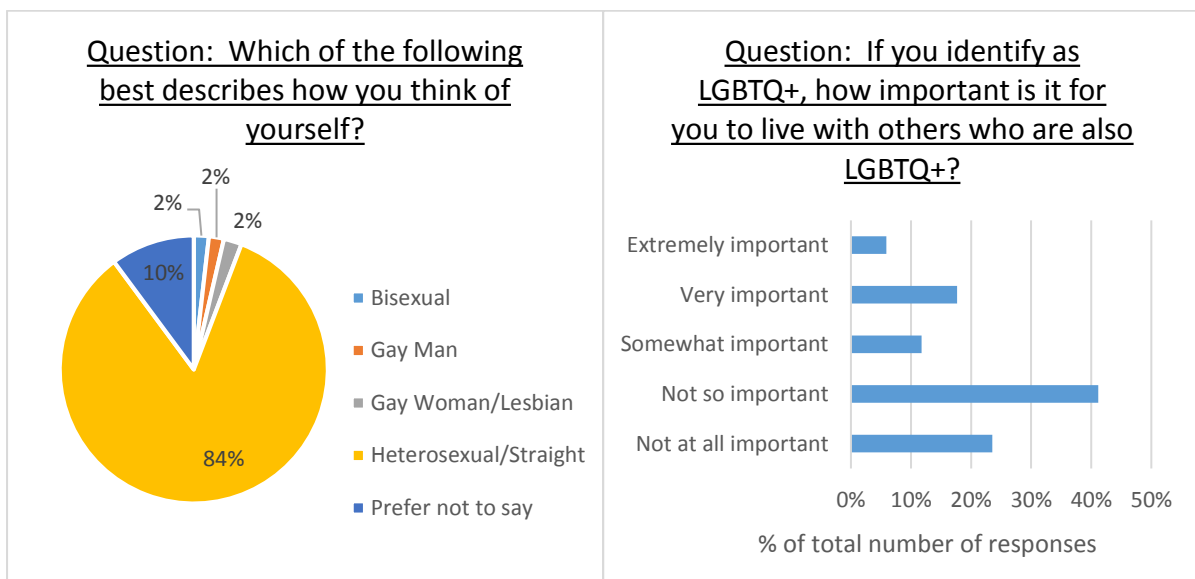 Question:  Which of the following
best describes how you think of
yourself?
2%
2%
2%
10%
84%
Bisexual
Gay Man
Gay Woman/Lesbian
Heterosexual/Straight
Prefer not to say
Question:  If you identify as
LGBTQ+, how important is it for
you to live with others who are also
LGBTQ+?
Extremely important
Very important
Somewhat important
Not so important
Not at all important
0% 10% 20% 30% 40% 50%
% of total number of responses